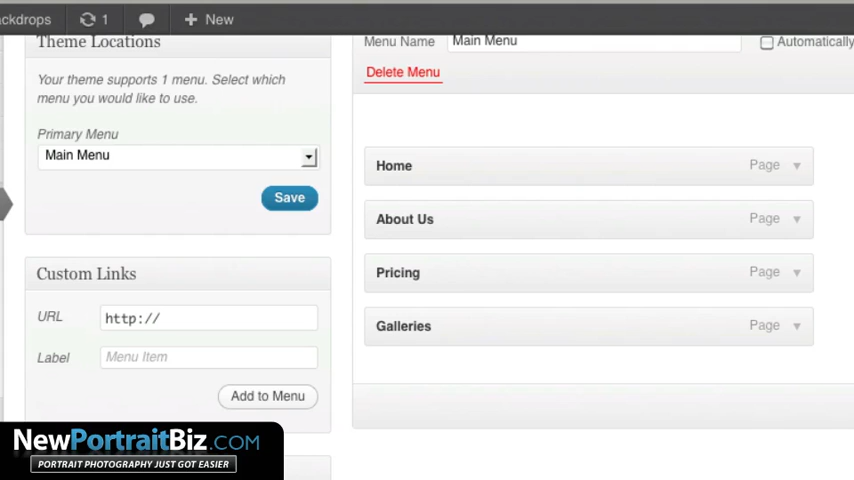 ckdrops 1 + New
Theme Locations
Your theme supports 1 menu. Select which
menu you would like to use.
Primary Menu
Main Menu
Save
Custom Links
URL http://
Label Menu Item
Add to Menu
Menu Name Main Menu Automatically
Delete Menu
Home Page
About Us Page
Pricing Page
Galleries Page
NewPortraitBiz.COM
PORTRAIT PHOTOGRAPHY JUST GOT EASIER